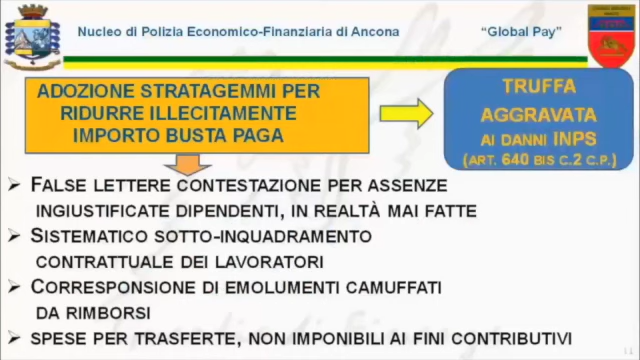 Nucleo di Polizia Economico-Finanziaria di Ancona
"Global Pay"
ADOZIONE STRATAGEMMI PER
RIDURRE ILLECITAMENTE
IMPORTO BUSTA PAGA
TRUFFA
AGGRAVATA
AI DANNI INPS
(ART. 640 BIS C.2 C.P.)
➢ FALSE LETTERE CONTESTAZIONE PER ASSENZE
INGIUSTIFICATE DIPENDENTI, IN REALTÀ MAI FATTE
➢ SISTEMATICO SOTTO-INQUADRAMENTO
CONTRATTUALE DEI LAVORATORI
➢ CORRESPONSIONE DI EMOLUMENTI CAMUFFATI
DA RIMBORSI
➢ SPESE PER TRASFERTE, NON IMPONIBILI AI FINI CONTRIBUTIVI
11